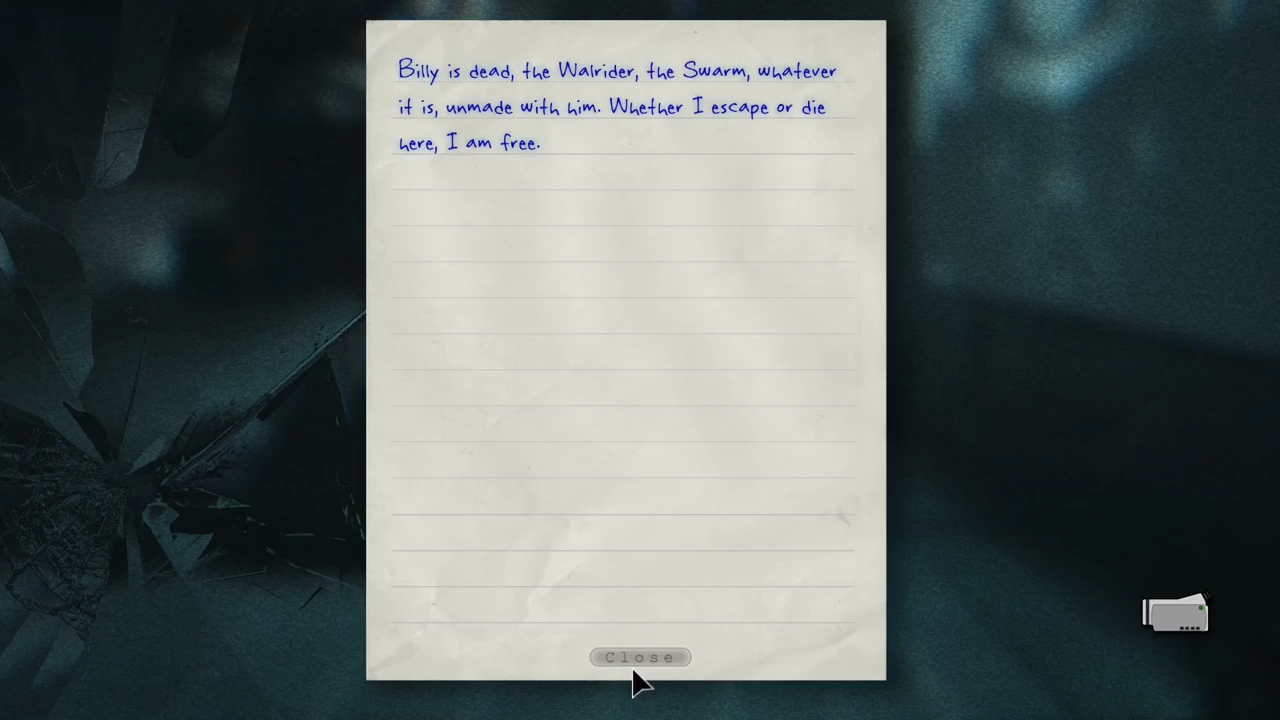 Billy is dead, the Walrider, the Swarm, whatever
it is, unmade with him. Whether I escape or die
here, I am free.
Close